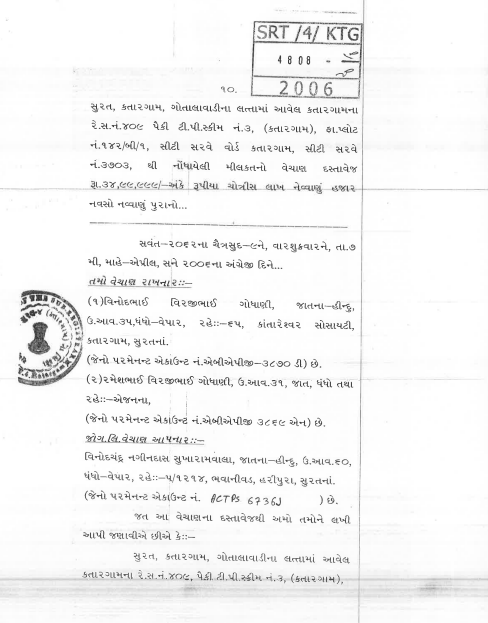 SRT /4/ KTG
4808 -
2006
૧૦.
સુરત, કતારગામ, ગોતાલાવાડીના લત્તામાં આવેલ કતારગામના
રે.સ.નં.૪૦૯ પૈકી ટી.પી.સ્કીમ નં.૩, (કતારગામ), ફા.પ્લોટ
નં.૧૪૨/બી/૧, સીટી સરવે વોર્ડ કતારગામ, સીટી સરવે
નં.૩૭૦૩, થી નોંધાયેલી મીલકતનો વેચાણ દસ્તાવેજ
રૂા.૩૪,૯૯,૯૯૯/–અંકે રૂપીયા ચોત્રીસ લાખ નેવ્વાણું હજાર
નવસો નવ્વાણું પુરાનો...
સવંત–૨૦૬૨ના ચૈત્રસુદ–૯ને, વારશુક્રવારને, તા.૭
મી, માહે–એપ્રીલ, સને ૨૦૦૬ના અંગ્રેજી દિને...
તમો વેચાણ રાખનારઃ–
(૧)વિનોદભાઈ વિરજીભાઈ ગોધાણી, જાતના–હીન્દુ,
ઉ.આવ.૩૫,ધંધો–વેપાર, રહેઃ–૬૫, કાંતારેશ્વર સોસાયટી,
કતારગામ, સુરતનાં.
(જેનો પરમેનન્ટ એકાઉન્ટ નં.એબીએપીજી–૩૮૭૦ ડી) છે.
(૨)રમેશભાઈ વિરજીભાઈ ગોધાણી, ઉ.આવ.૩૧, જાત, ધંધો તથા
રહેઃ–એજનના,
(જેનો પરમેનન્ટ એકાઉન્ટ નં.એબીએપીજી ૩૮૬૯ એન) છે.
જોગ.લિ.વેચાણ આપનારઃ–
વિનોદચંદ્ર નગીનદાસ સુખારામવાલા, જાતના–હીન્દુ, ઉ.આવ.૬૦,
ધંધો–વેપાર, રહેઃ–૫/૧૨૧૪, ભવાનીવડ, હરીપુરા, સુરતનાં.
(જેનો પરમેનન્ટ એકાઉન્ટ નં. ACTPS 6736J ) છે.
જત આ વેચાણના દસ્તાવેજથી અમો તમોને લખી
આપી જણાવીએ છીએ કેઃ–
સુરત, કતારગામ, ગોતાલાવાડીના લત્તામાં આવેલ
કતારગામના રે.સ.નં.૪૦૯, પૈકી ટી.પી.સ્કીમ નં.૩, (કતારગામ),